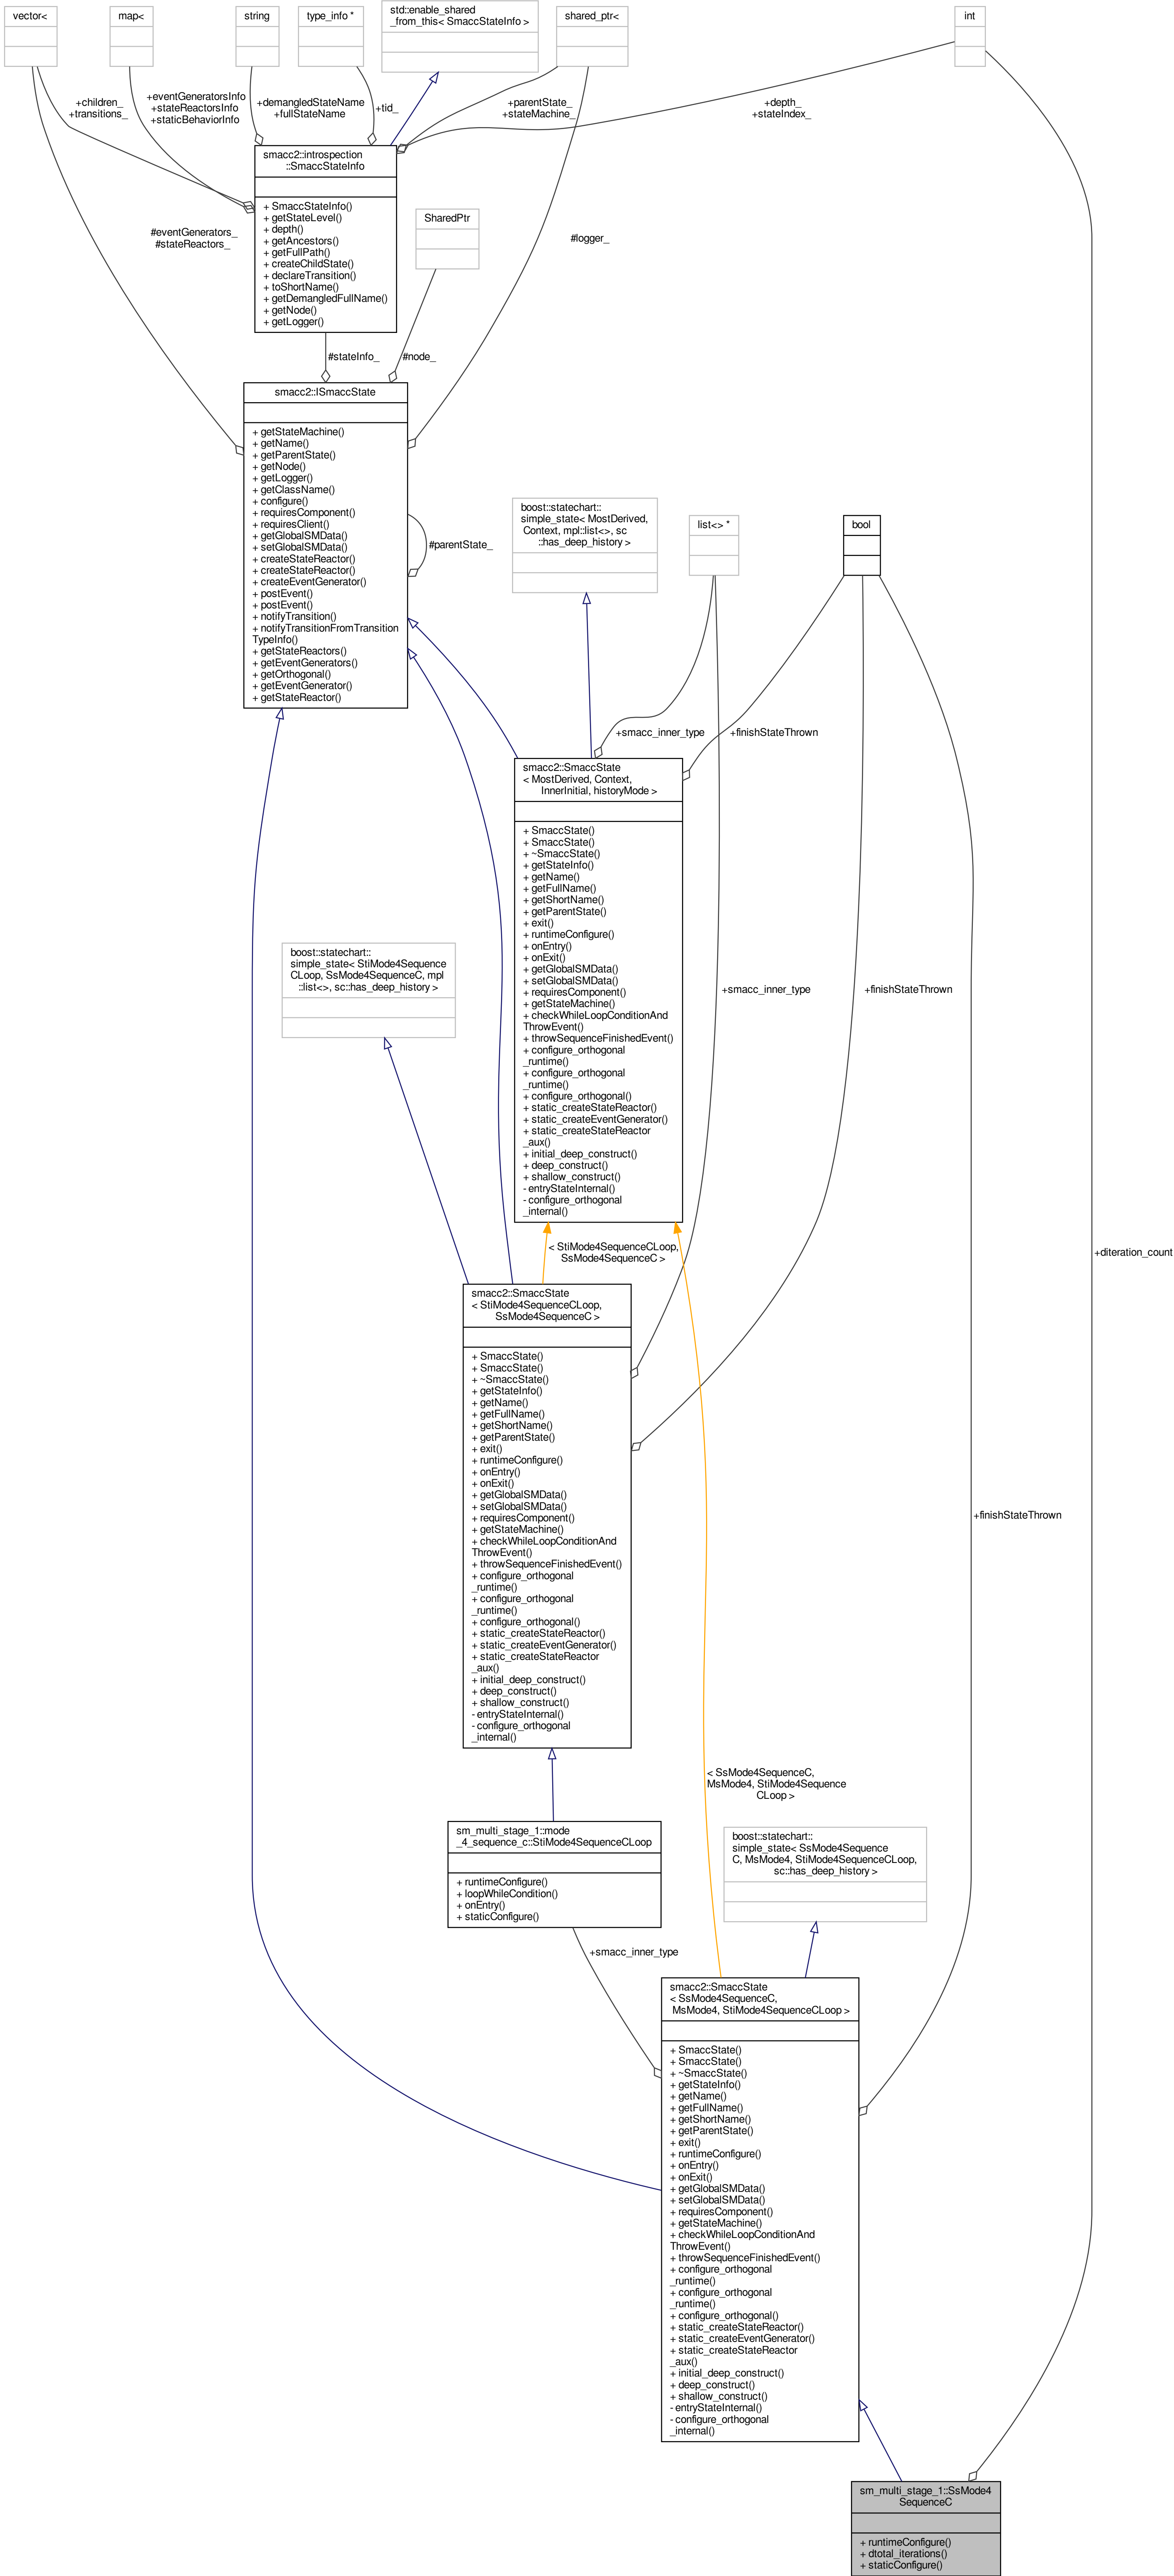 vector<
map<
string
type_info *
std::enable_shared
_from_this< SmaccStateInfo >
shared_ptr<
int
+children_
+transitions_
+eventGeneratorsInfo
+stateReactorsInfo
+staticBehaviorInfo
+demangledStateName
+fullStateName
+tid_
+parentState_
+stateMachine_
+depth_
+stateIndex_
smacc2::introspection
::SmaccStateInfo
+ SmaccStateInfo()
+ getStateLevel()
+ depth()
+ getAncestors()
+ getFullPath()
+ createChildState()
+ declareTransition()
+ toShortName()
+ getDemangledFullName()
+ getNode()
+ getLogger()
SharedPtr
#eventGenerators_
#stateReactors_
#logger_
#stateInfo_
#node_
smacc2::ISmaccState
+ getStateMachine()
+ getName()
+ getParentState()
+ getNode()
+ getLogger()
+ getClassName()
+ configure()
+ requiresComponent()
+ requiresClient()
+ getGlobalSMData()
+ setGlobalSMData()
+ createStateReactor()
+ createStateReactor()
+ createEventGenerator()
+ postEvent()
+ postEvent()
+ notifyTransition()
+ notifyTransitionFromTransition
TypeInfo()
+ getStateReactors()
+ getEventGenerators()
+ getOrthogonal()
+ getEventGenerator()
+ getStateReactor()
#parentState_
boost::statechart::
simple_state< MostDerived,
Context, mpl::list<>, sc
::has_deep_history >
list<> *
bool
+smacc_inner_type
+finishStateThrown
smacc2::SmaccState
< MostDerived, Context,
InnerInitial, historyMode >
+ SmaccState()
+ SmaccState()
+ ~SmaccState()
+ getStateInfo()
+ getName()
+ getFullName()
+ getShortName()
+ getParentState()
+ exit()
+ runtimeConfigure()
+ onEntry()
+ onExit()
+ getGlobalSMData()
+ setGlobalSMData()
+ requiresComponent()
+ getStateMachine()
+ checkWhileLoopConditionAnd
ThrowEvent()
+ throwSequenceFinishedEvent()
+ configure_orthogonal
_runtime()
+ configure_orthogonal
_runtime()
+ configure_orthogonal()
+ static_createStateReactor()
+ static_createEventGenerator()
+ static_createStateReactor
_aux()
+ initial_deep_construct()
+ deep_construct()
+ shallow_construct()
- entryStateInternal()
- configure_orthogonal
_internal()
boost::statechart::
simple_state< StiMode4Sequence
CLoop, SsMode4SequenceC, mpl
::list<>, sc::has_deep_history >
+smacc_inner_type
+finishStateThrown
< StiMode4SequenceCLoop,
SsMode4SequenceC >
+diteration_count
smacc2::SmaccState
< StiMode4SequenceCLoop,
SsMode4SequenceC >
+ SmaccState()
+ SmaccState()
+ ~SmaccState()
+ getStateInfo()
+ getName()
+ getFullName()
+ getShortName()
+ getParentState()
+ exit()
+ runtimeConfigure()
+ onEntry()
+ onExit()
+ getGlobalSMData()
+ setGlobalSMData()
+ requiresComponent()
+ getStateMachine()
+ checkWhileLoopConditionAnd
ThrowEvent()
+ throwSequenceFinishedEvent()
+ configure_orthogonal
_runtime()
+ configure_orthogonal
_runtime()
+ configure_orthogonal()
+ static_createStateReactor()
+ static_createEventGenerator()
+ static_createStateReactor
_aux()
+ initial_deep_construct()
+ deep_construct()
+ shallow_construct()
- entryStateInternal()
- configure_orthogonal
_internal()
+finishStateThrown
< SsMode4SequenceC,
MsMode4, StiMode4Sequence
CLoop >
sm_multi_stage_1::mode
_4_sequence_c::StiMode4SequenceCLoop
+ runtimeConfigure()
+ loopWhileCondition()
+ onEntry()
+ staticConfigure()
boost::statechart::
simple_state< SsMode4Sequence
C, MsMode4, StiMode4SequenceCLoop,
sc::has_deep_history >
+smacc_inner_type
smacc2::SmaccState
< SsMode4SequenceC,
MsMode4, StiMode4SequenceCLoop >
+ SmaccState()
+ SmaccState()
+ ~SmaccState()
+ getStateInfo()
+ getName()
+ getFullName()
+ getShortName()
+ getParentState()
+ exit()
+ runtimeConfigure()
+ onEntry()
+ onExit()
+ getGlobalSMData()
+ setGlobalSMData()
+ requiresComponent()
+ getStateMachine()
+ checkWhileLoopConditionAnd
ThrowEvent()
+ throwSequenceFinishedEvent()
+ configure_orthogonal
_runtime()
+ configure_orthogonal
_runtime()
+ configure_orthogonal()
+ static_createStateReactor()
+ static_createEventGenerator()
+ static_createStateReactor
_aux()
+ initial_deep_construct()
+ deep_construct()
+ shallow_construct()
- entryStateInternal()
- configure_orthogonal
_internal()
sm_multi_stage_1::SsMode4
SequenceC
+ runtimeConfigure()
+ dtotal_iterations()
+ staticConfigure()